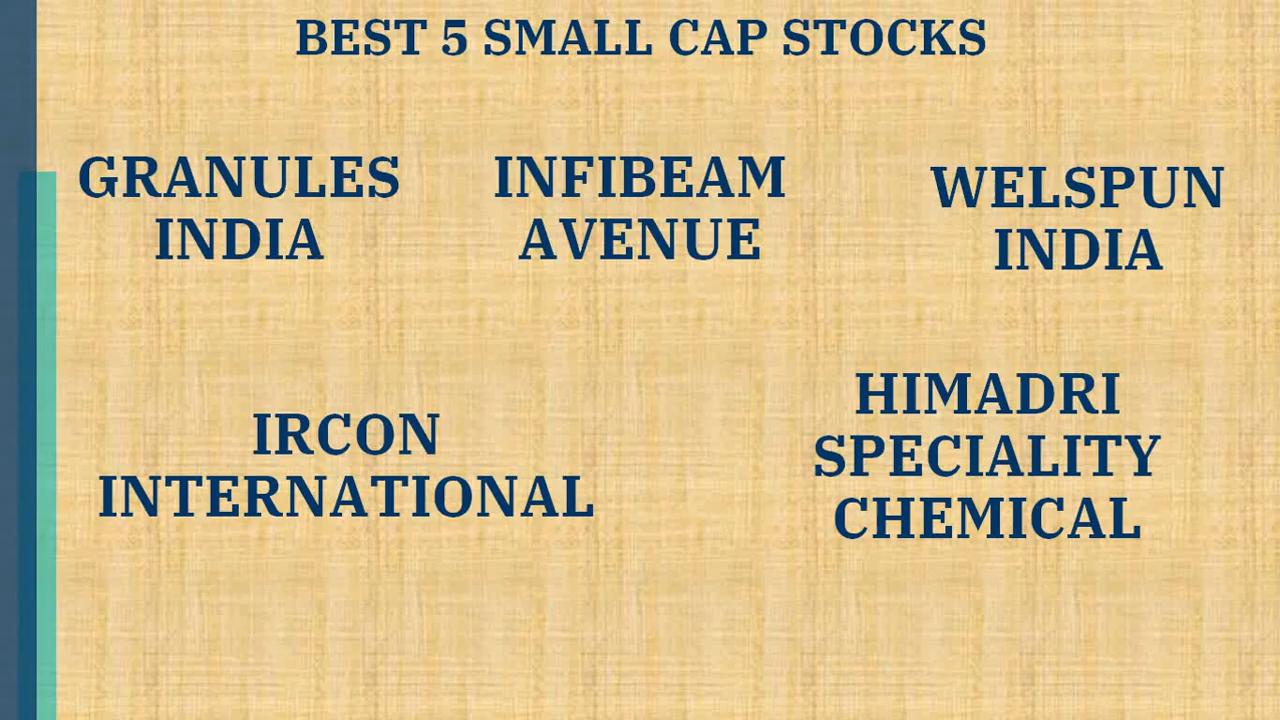 BEST 5 SMALL CAP STOCKS
GRANULES
INDIA
INFIBEAM
AVENUE
WELSPUN
INDIA
IRCON
INTERNATIONAL
HIMADRI
SPECIALITY
CHEMICAL